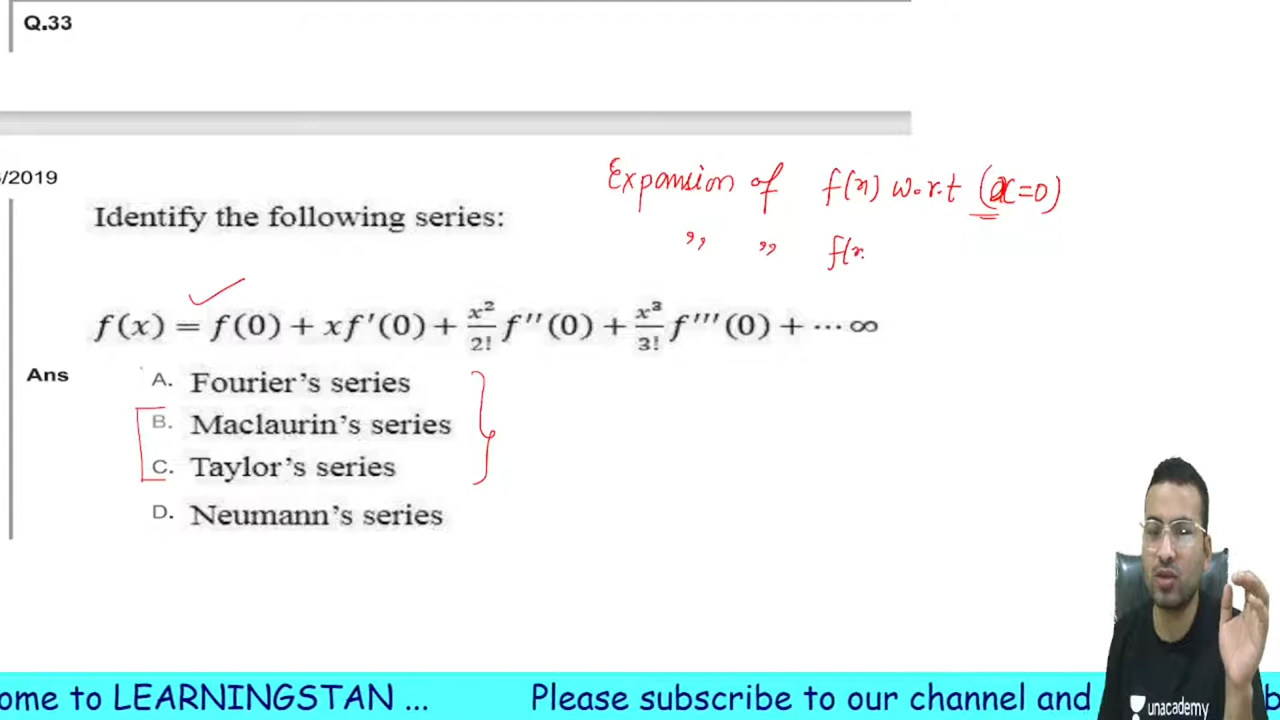 Q.33
/2019
Expansion of f(x) w.r.t (x=0)
,, ,, f(x
Identify the following series:
f(x) = f(0) + xf′(0) + x²/2! f′′(0) + x³/3! f′′′(0) + ⋯ ∞
Ans
A. Fourier's series
B. Maclaurin's series
C. Taylor's series
D. Neumann's series
unacademy
ome to LEARNINGSTAN ... Please subscribe to our channel and